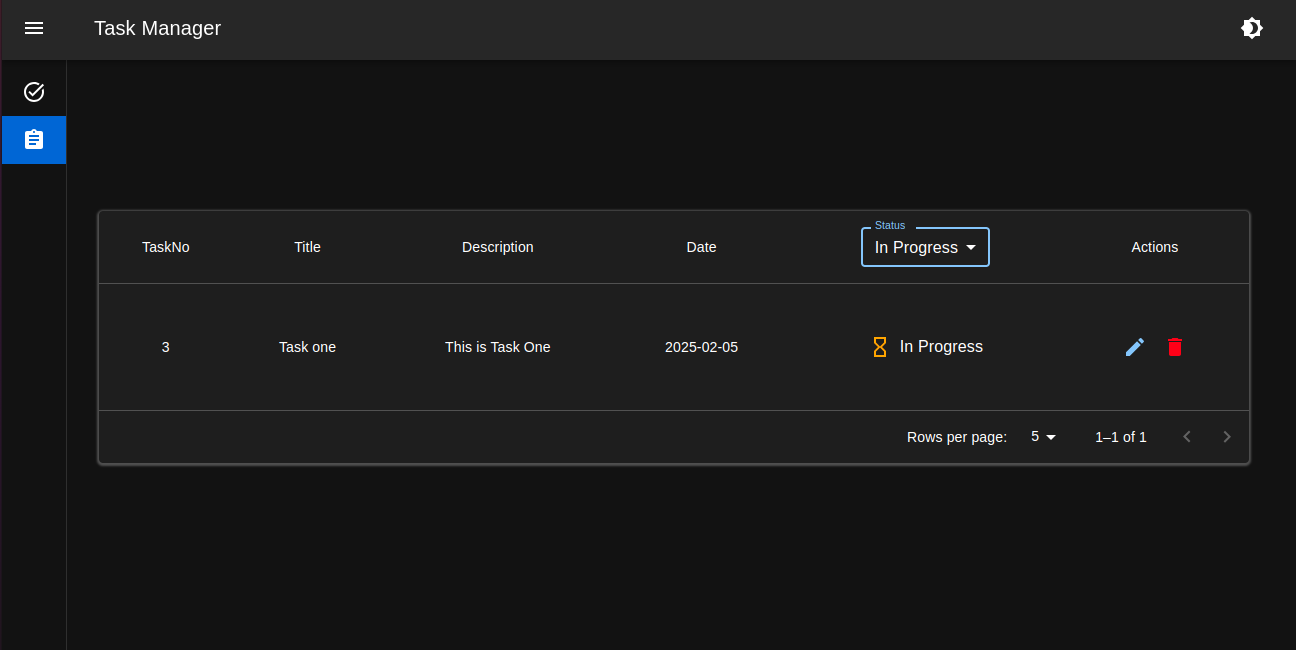 Task Manager
Status
TaskNo Title Description Date In Progress Actions
3 Task one This is Task One 2025-02-05 In Progress
Rows per page: 5 1–1 of 1